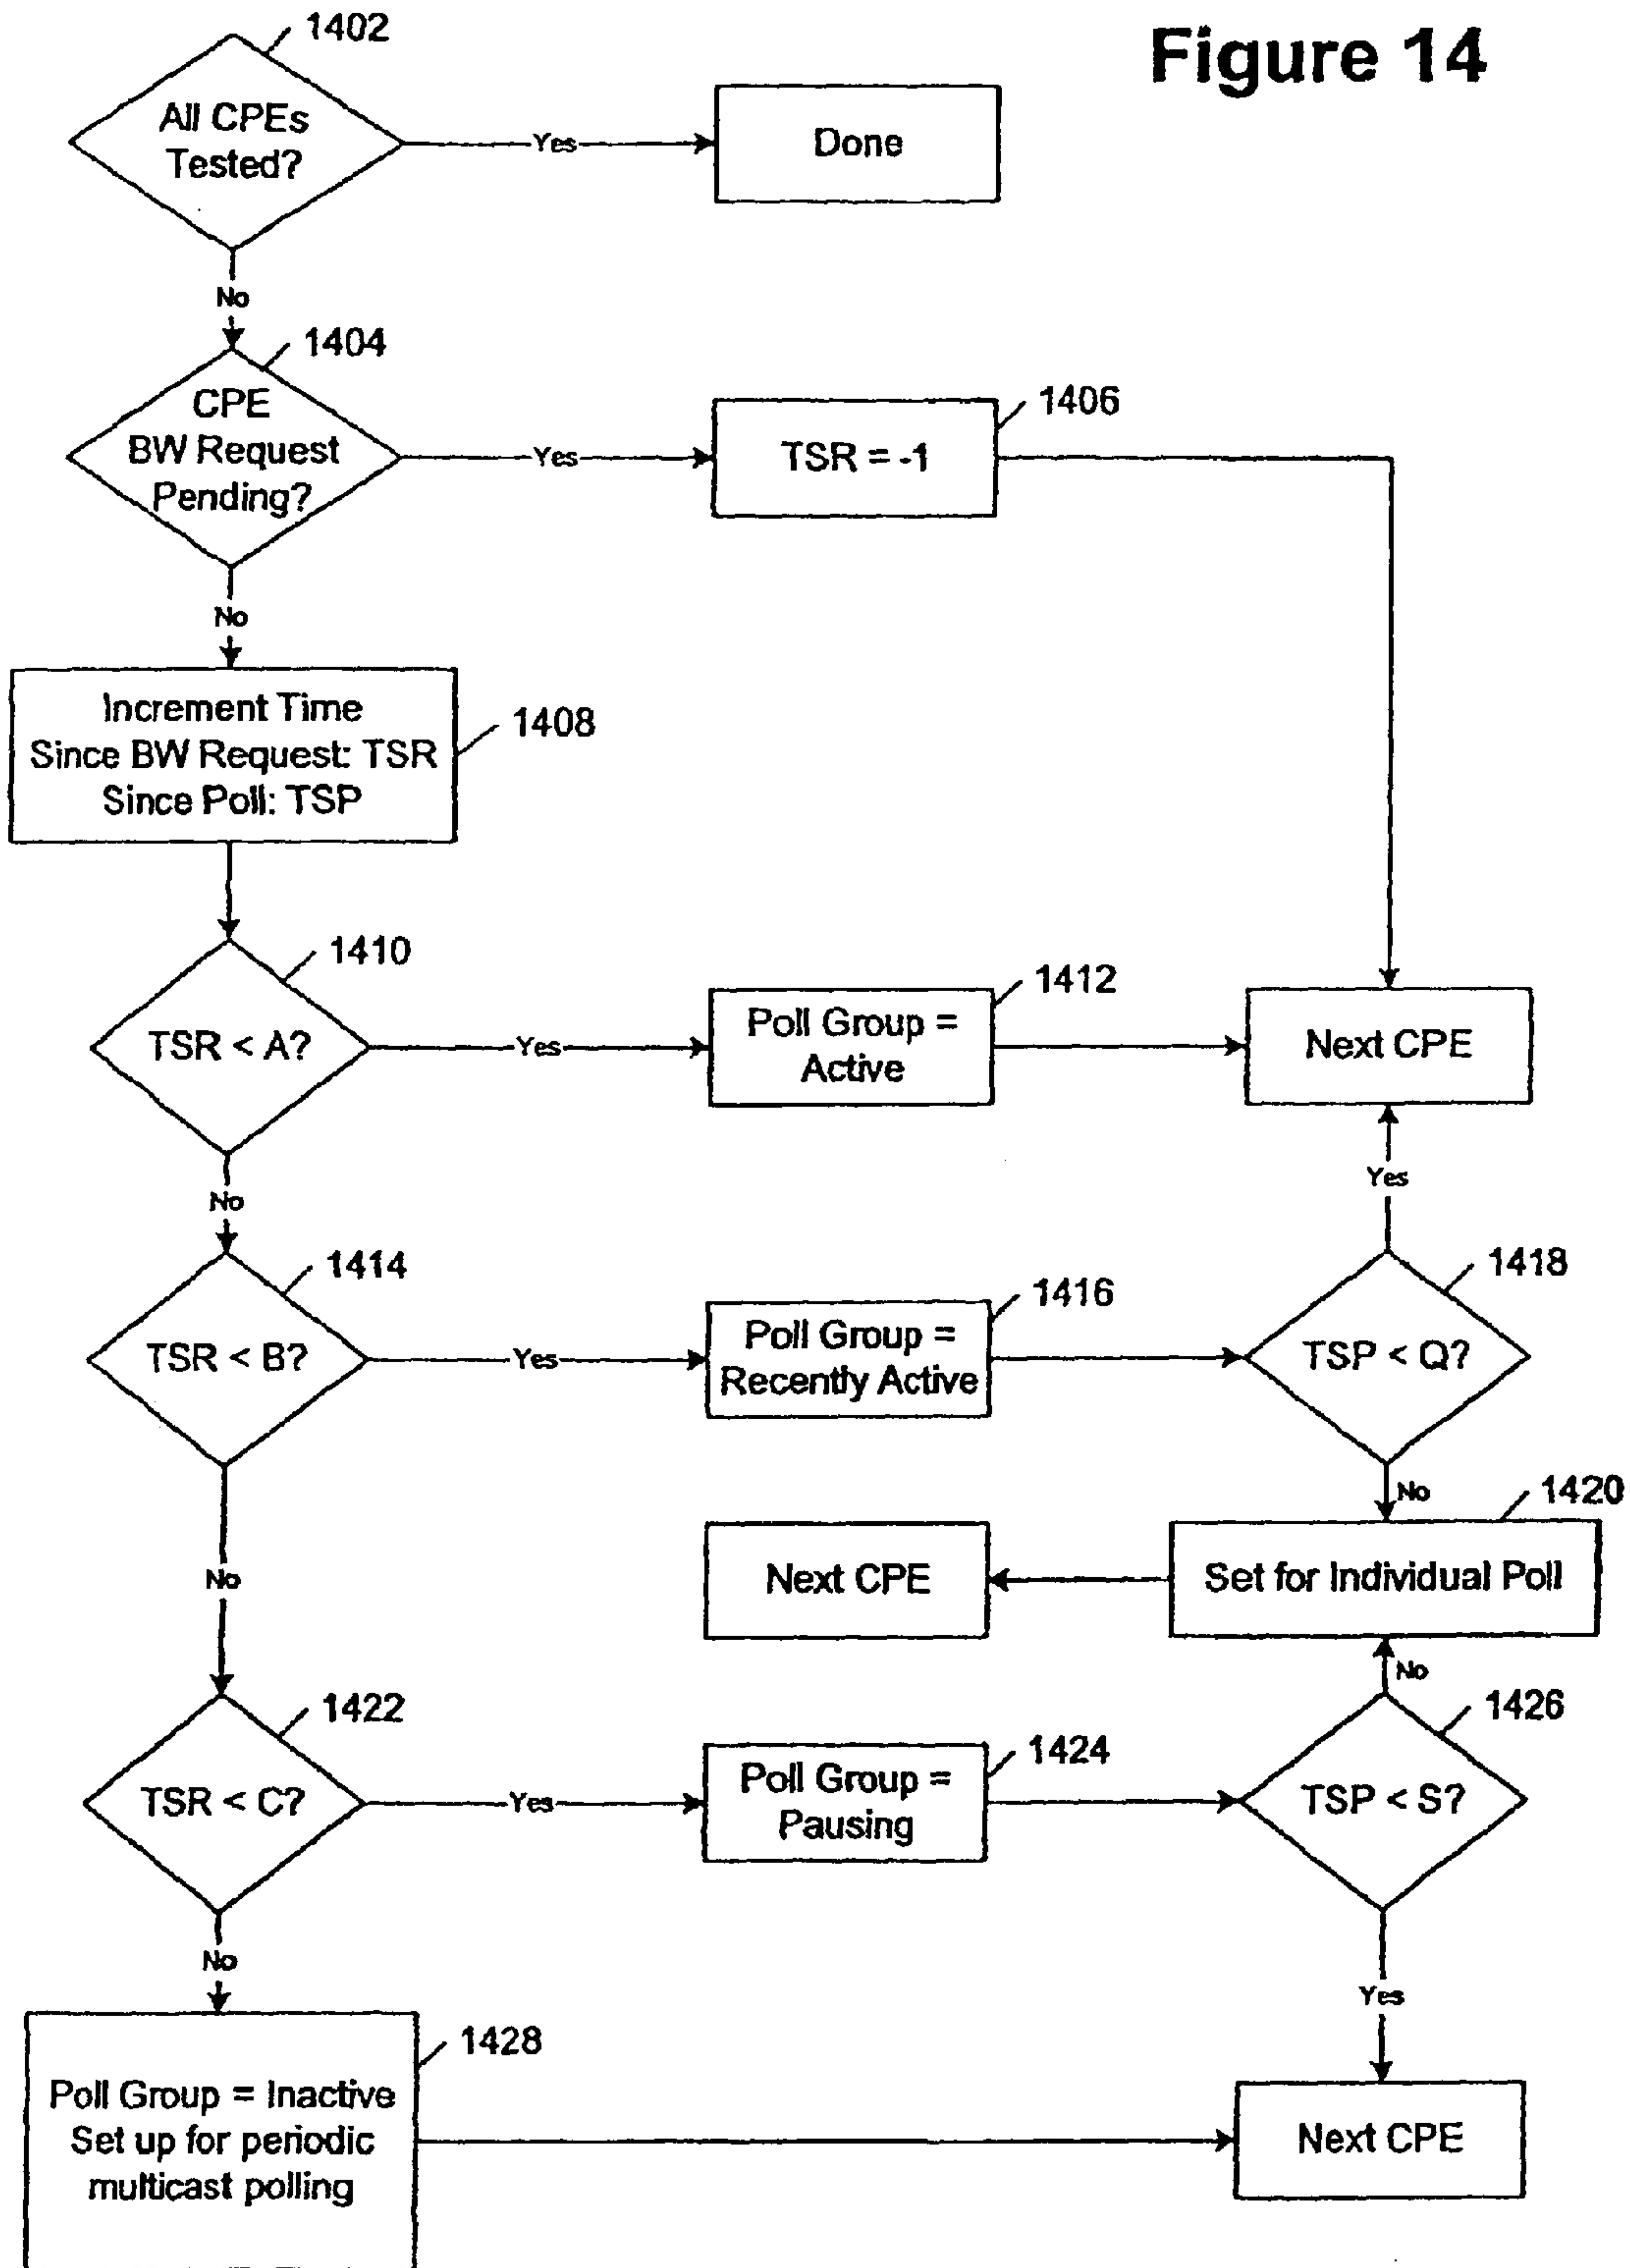 Figure 14
1402
All CPEs
Tested?
Yes
Done
No
1404
CPE
BW Request
Pending?
Yes
1406
TSR = -1
No
Increment Time
Since BW Request: TSR
Since Poll: TSP
1408
1410
TSR < A?
Yes
1412
Poll Group =
Active
Next CPE
No
Yes
1414
TSR < B?
Yes
1416
Poll Group =
Recently Active
1418
TSP < Q?
No
No
1420
Set for Individual Poll
Next CPE
No
1422
TSR < C?
Yes
1424
Poll Group =
Pausing
1426
TSP < S?
No
Yes
1428
Poll Group = Inactive
Set up for periodic
multicast polling
Next CPE